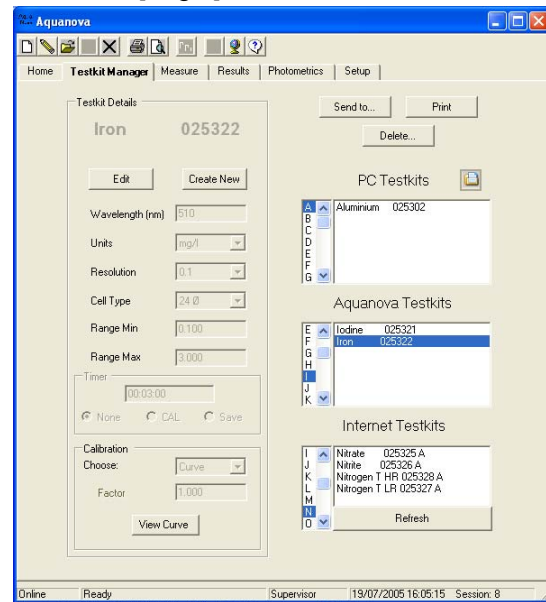 Aquanova
Home Testkit Manager Measure Results Photometrics Setup
Testkit Details
Iron 025322
Edit Create New
Wavelength (nm) 510
Units mg/l
Resolution 0.1
Cell Type 24 Ø
Range Min 0.100
Range Max 3.000
Timer
00:03:00
None CAL Save
Calibration
Choose: Curve
Factor 1.000
View Curve
Send to... Print
Delete...
PC Testkits
A
B
C
D
E
F
G
Aluminium 025302
Aquanova Testkits
E
F
G
H
I
J
K
Iodine 025321
Iron 025322
Internet Testkits
I
J
K
L
M
N
O
Nitrate 025325 A
Nitrite 025326 A
Nitrogen T HR 025328 A
Nitrogen T LR 025327 A
Refresh
Online Ready Supervisor 19/07/2005 16:05:15 Session: 8